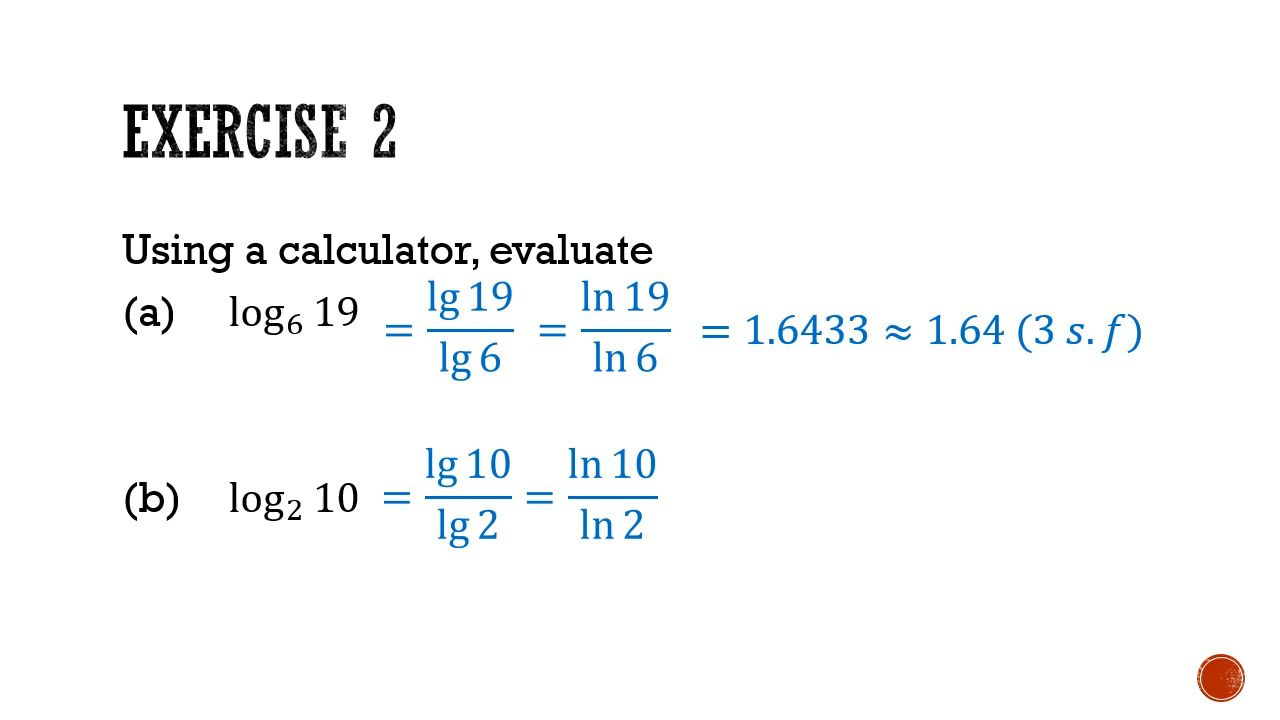 EXERCISE 2
Using a calculator, evaluate
(a) log₆ 19 = lg 19 / lg 6 = ln 19 / ln 6 = 1.6433 ≈ 1.64 (3 s.f)
(b) log₂ 10 = lg 10 / lg 2 = ln 10 / ln 2